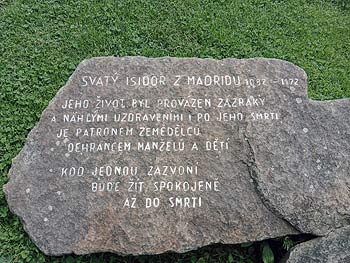 SVATÝ ISIDOR Z MADRIDU 1082 - 1172
JEHO ŽIVOT BYL PROVÁZEN ZÁZRAKY
A NÁHLÝMI UZDRAVENÍMI I PO JEHO SMRTI
JE PATRONEM ZEMĚDĚLCŮ
OCHRÁNCEM MANŽELŮ A DĚTÍ
KDO JEDNOU ZAZVONÍ
BUDE ŽÍT SPOKOJENĚ
AŽ DO SMRTI